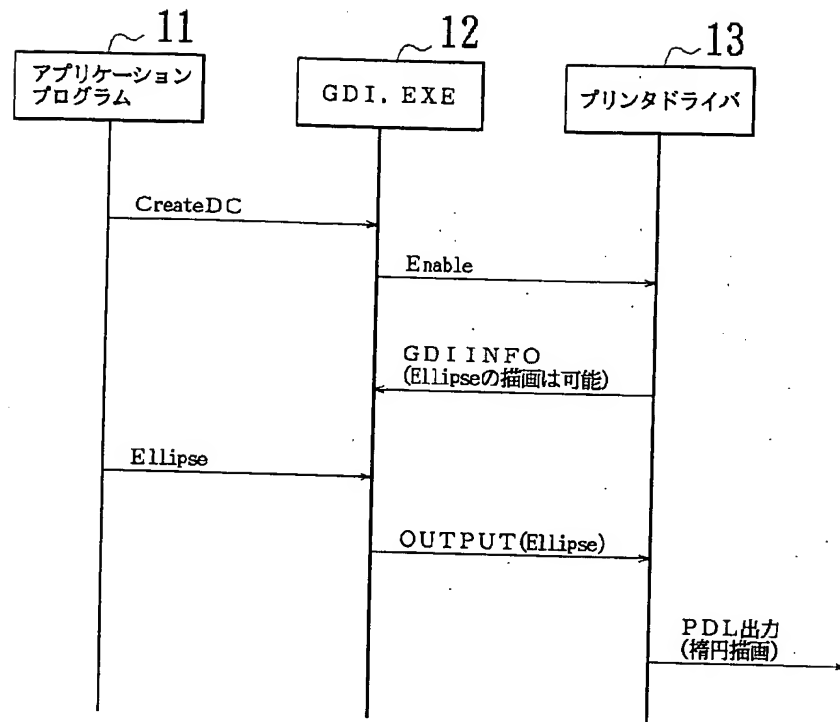 11
アプリケーション
プログラム
12
GDI.EXE
13
プリンタドライバ
CreateDC
Enable
GDIINFO
(Ellipseの描画は可能)
Ellipse
OUTPUT(Ellipse)
PDL出力
(楕円描画)